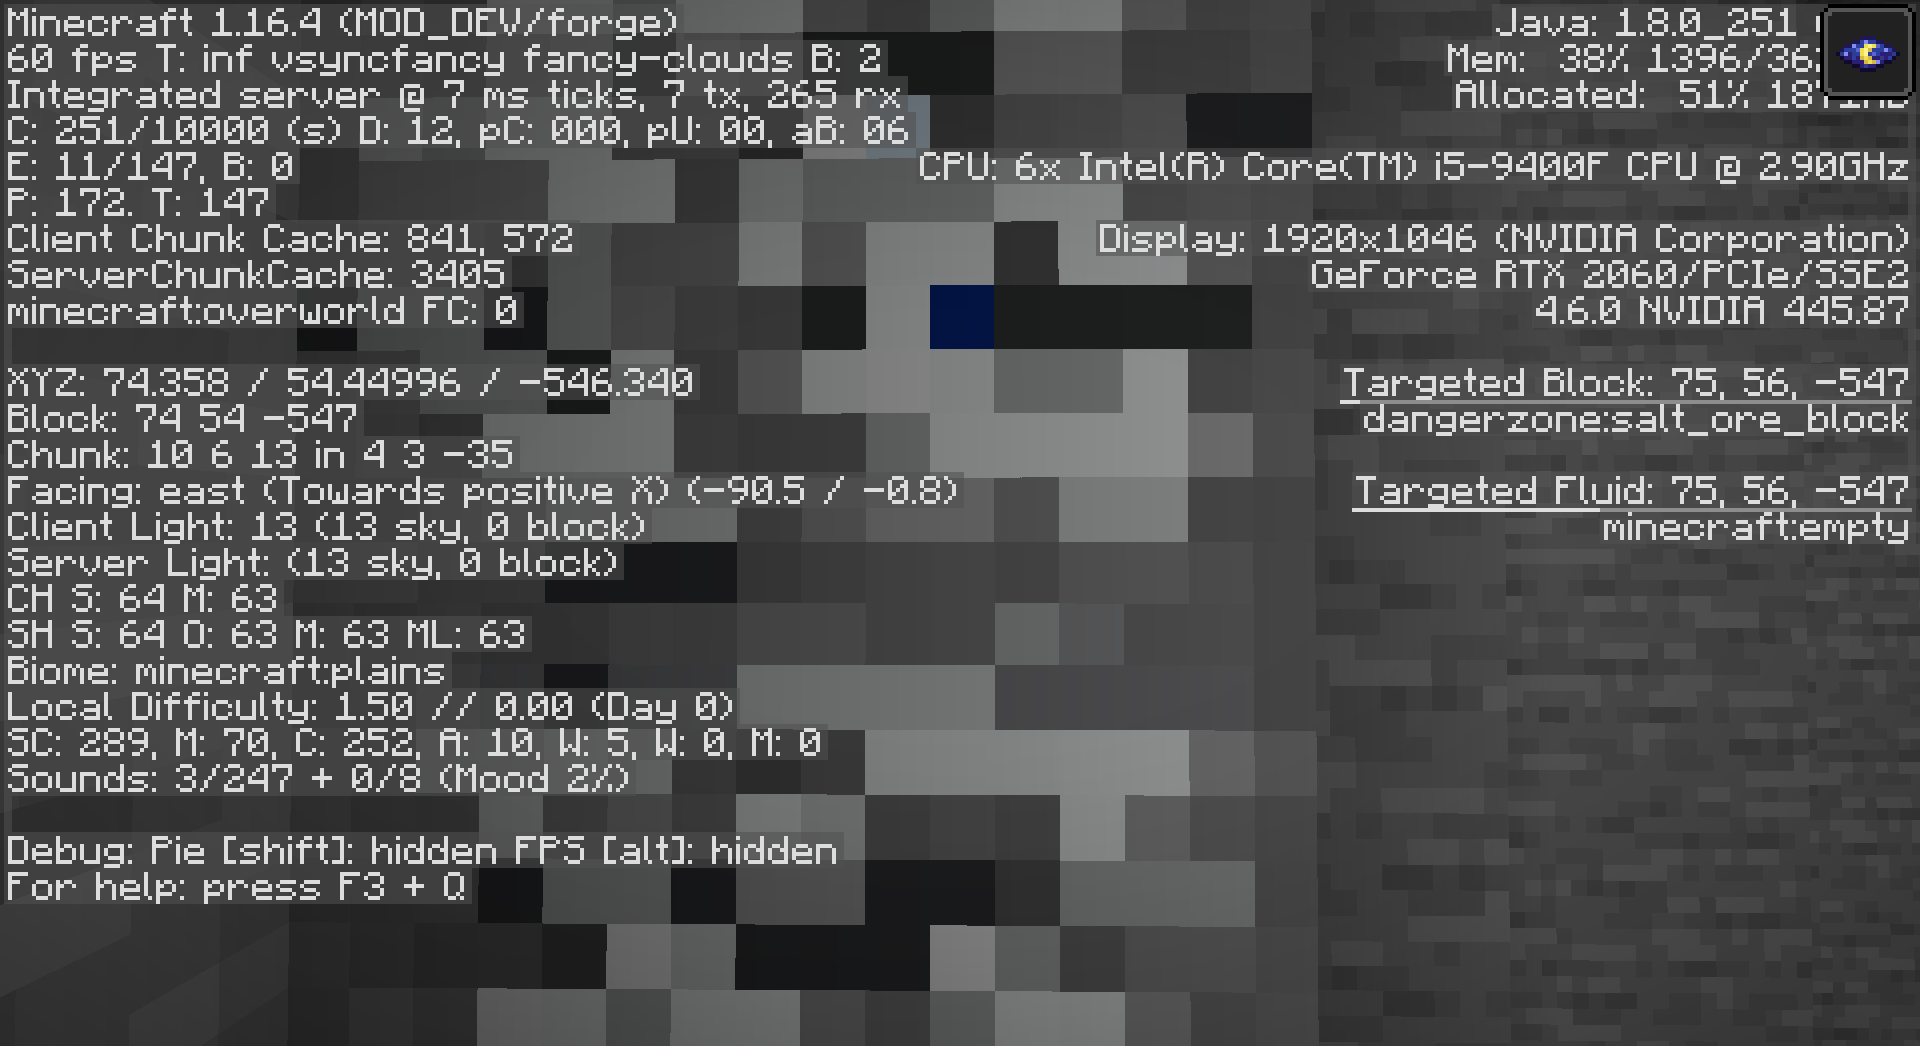 Minecraft 1.16.4 (MOD_DEV/forge)
60 fps T: inf vsyncfancy fancy-clouds B: 2
Integrated server @ 7 ms ticks, 7 tx, 265 rx
C: 251/10000 (s) D: 12, pC: 000, pU: 00, aB: 06
E: 11/147, B: 0
P: 172. T: 147
Client Chunk Cache: 841, 572
ServerChunkCache: 3405
minecraft:overworld FC: 0
XYZ: 74.358 / 54.44996 / -546.340
Block: 74 54 -547
Chunk: 10 6 13 in 4 3 -35
Facing: east (Towards positive X) (-90.5 / -0.8)
Client Light: 13 (13 sky, 0 block)
Server Light: (13 sky, 0 block)
CH S: 64 M: 63
SH S: 64 O: 63 M: 63 ML: 63
Biome: minecraft:plains
Local Difficulty: 1.50 // 0.00 (Day 0)
SC: 289, M: 70, C: 252, A: 10, W: 5, W: 0, M: 0
Sounds: 3/247 + 0/8 (Mood 2%)
Debug: Pie [shift]: hidden FPS [alt]: hidden
For help: press F3 + Q
Java: 1.8.0_251
Mem: 38% 1396/36
Allocated: 51%
CPU: 6x Intel(R) Core(TM) i5-9400F CPU @ 2.90GHz
Display: 1920x1046 (NVIDIA Corporation)
GeForce RTX 2060/PCIe/SSE2
4.6.0 NVIDIA 445.87
Targeted Block: 75, 56, -547
dangerzone:salt_ore_block
Targeted Fluid: 75, 56, -547
minecraft:empty